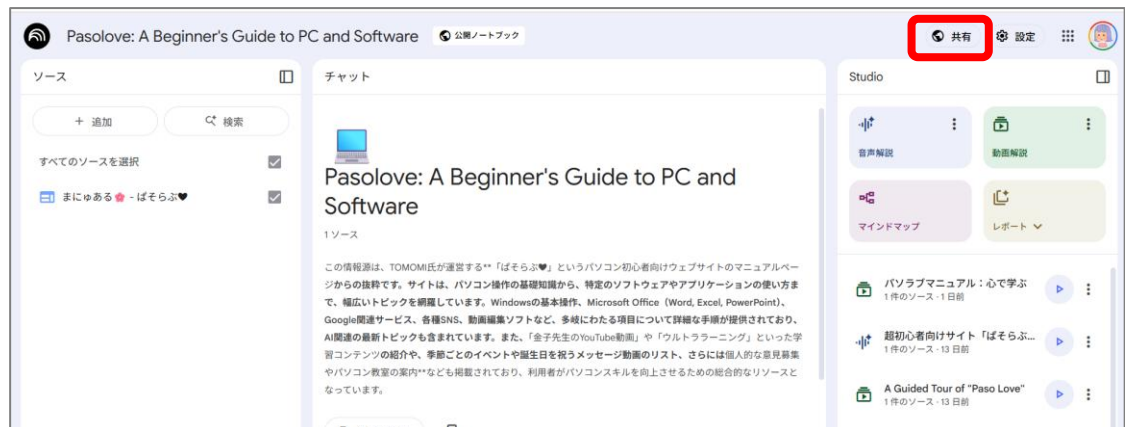 Pasolove: A Beginner's Guide to PC and Software 公開ノートブック
共有 設定
ソース
+ 追加 検索
すべてのソースを選択
まにゅある🌸 - ぱそらぶ♥
チャット
Pasolove: A Beginner's Guide to PC and
Software
1 ソース
この情報源は、TOMOMI氏が運営する**「ぱそらぶ♥」というパソコン初心者向けウェブサイトのマニュアルペー
ジからの抜粋です。サイトは、パソコン操作の基礎知識から、特定のソフトウェアやアプリケーションの使い方ま
で、幅広いトピックを網羅しています。Windowsの基本操作、Microsoft Office（Word, Excel, PowerPoint）、
Google関連サービス、各種SNS、動画編集ソフトなど、多岐にわたる項目について詳細な手順が提供されており、
AI関連の最新トピックも含まれています。また、「金子先生のYouTube動画」や「ウルトララーニング」といった学
習コンテンツの紹介や、季節ごとのイベントや誕生日を祝うメッセージ動画のリスト、さらには個人的な意見募集
やパソコン教室の案内**なども掲載されており、利用者がパソコンスキルを向上させるための総合的なリソースと
なっています。
Studio
音声解説 動画解説
マインドマップ レポート
パソラブマニュアル：心で学ぶ
1 件のソース · 1 日前
超初心者向けサイト「ぱそらぶ...
1 件のソース · 13 日前
A Guided Tour of "Paso Love"
1 件のソース · 13 日前